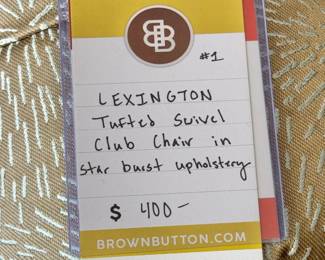 BB
#1
LEXINGTON
Tufted Swivel
Club Chair in
star burst upholstery
$ 400-
BROWNBUTTON.COM